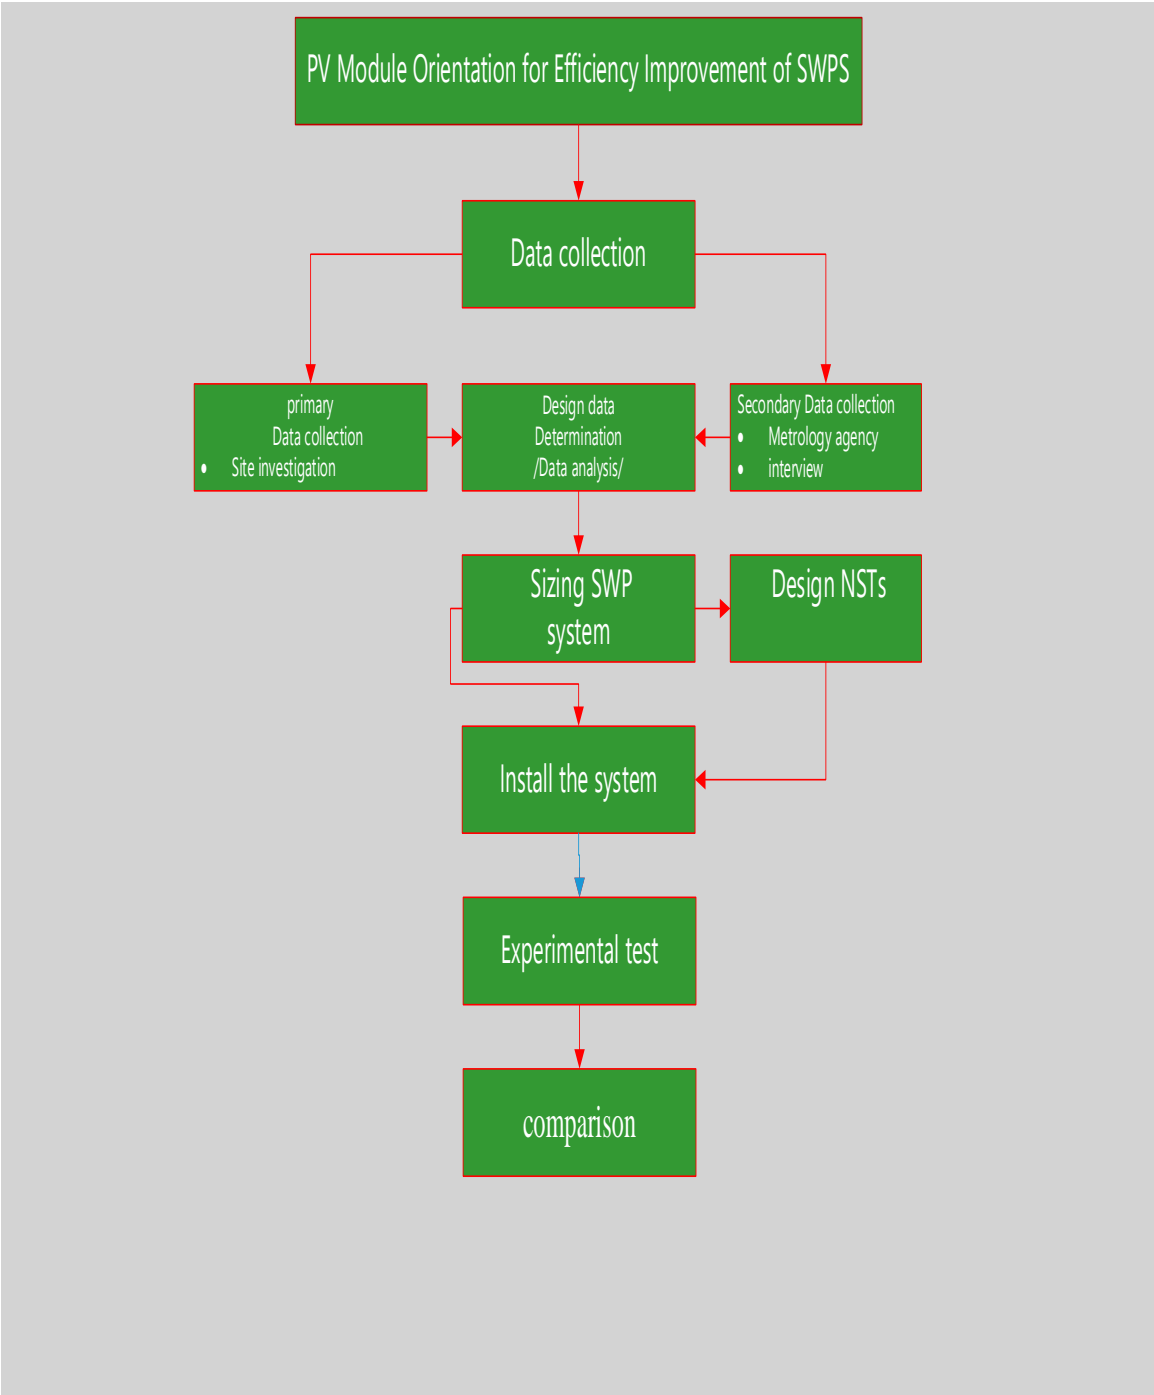 PV Module Orientation for Efficiency Improvement of SWPS
Data collection
primary
Data collection
• Site investigation
Design data
Determination
/Data analysis/
Secondary Data collection
• Metrology agency
• interview
Sizing SWP
system
Design NSTs
Install the system
Experimental test
comparison